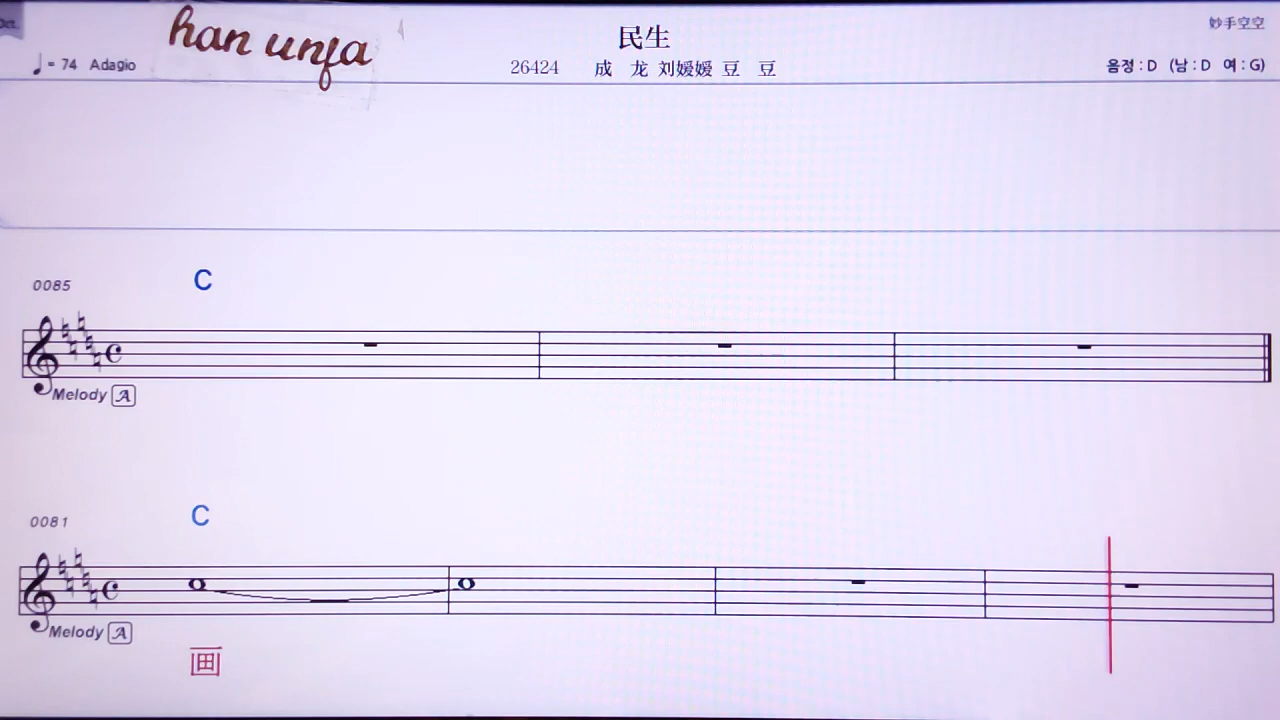 han unfa
民生
妙手空空
♩= 74 Adagio
26424 成 龙 刘媛媛 豆 豆
음정 : D (남 : D 여 : G)
0085
C
Melody A
0081
C
Melody A
画